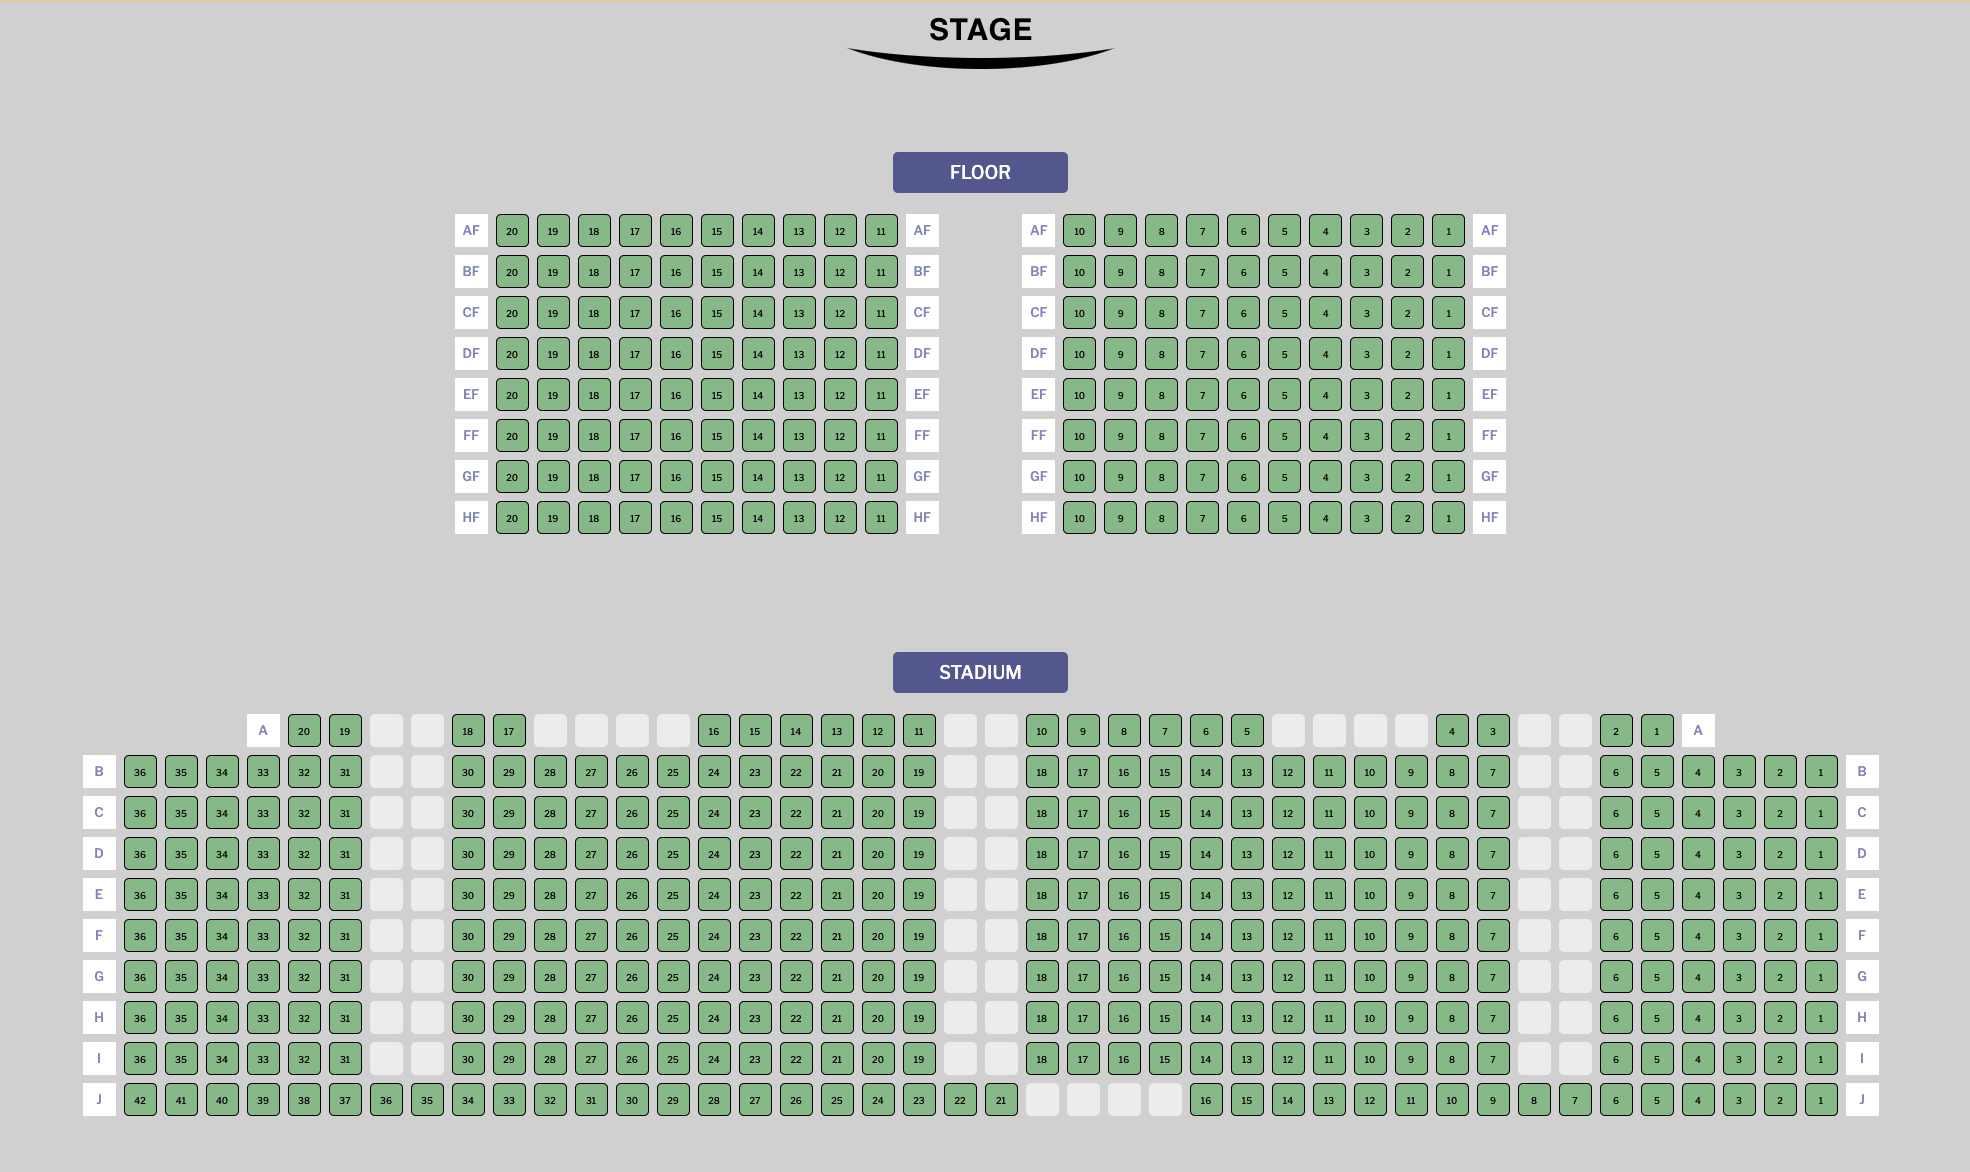 STAGE
FLOOR
AF 20 19 18 17 16 15 14 13 12 11 AF AF 10 9 8 7 6 5 4 3 2 1 AF
BF 20 19 18 17 16 15 14 13 12 11 BF BF 10 9 8 7 6 5 4 3 2 1 BF
CF 20 19 18 17 16 15 14 13 12 11 CF CF 10 9 8 7 6 5 4 3 2 1 CF
DF 20 19 18 17 16 15 14 13 12 11 DF DF 10 9 8 7 6 5 4 3 2 1 DF
EF 20 19 18 17 16 15 14 13 12 11 EF EF 10 9 8 7 6 5 4 3 2 1 EF
FF 20 19 18 17 16 15 14 13 12 11 FF FF 10 9 8 7 6 5 4 3 2 1 FF
GF 20 19 18 17 16 15 14 13 12 11 GF GF 10 9 8 7 6 5 4 3 2 1 GF
HF 20 19 18 17 16 15 14 13 12 11 HF HF 10 9 8 7 6 5 4 3 2 1 HF
STADIUM
A 20 19 18 17 16 15 14 13 12 11 10 9 8 7 6 5 4 3 2 1 A
B 36 35 34 33 32 31 30 29 28 27 26 25 24 23 22 21 20 19 18 17 16 15 14 13 12 11 10 9 8 7 6 5 4 3 2 1 B
C 36 35 34 33 32 31 30 29 28 27 26 25 24 23 22 21 20 19 18 17 16 15 14 13 12 11 10 9 8 7 6 5 4 3 2 1 C
D 36 35 34 33 32 31 30 29 28 27 26 25 24 23 22 21 20 19 18 17 16 15 14 13 12 11 10 9 8 7 6 5 4 3 2 1 D
E 36 35 34 33 32 31 30 29 28 27 26 25 24 23 22 21 20 19 18 17 16 15 14 13 12 11 10 9 8 7 6 5 4 3 2 1 E
F 36 35 34 33 32 31 30 29 28 27 26 25 24 23 22 21 20 19 18 17 16 15 14 13 12 11 10 9 8 7 6 5 4 3 2 1 F
G 36 35 34 33 32 31 30 29 28 27 26 25 24 23 22 21 20 19 18 17 16 15 14 13 12 11 10 9 8 7 6 5 4 3 2 1 G
H 36 35 34 33 32 31 30 29 28 27 26 25 24 23 22 21 20 19 18 17 16 15 14 13 12 11 10 9 8 7 6 5 4 3 2 1 H
I 36 35 34 33 32 31 30 29 28 27 26 25 24 23 22 21 20 19 18 17 16 15 14 13 12 11 10 9 8 7 6 5 4 3 2 1 I
J 42 41 40 39 38 37 36 35 34 33 32 31 30 29 28 27 26 25 24 23 22 21 16 15 14 13 12 11 10 9 8 7 6 5 4 3 2 1 J